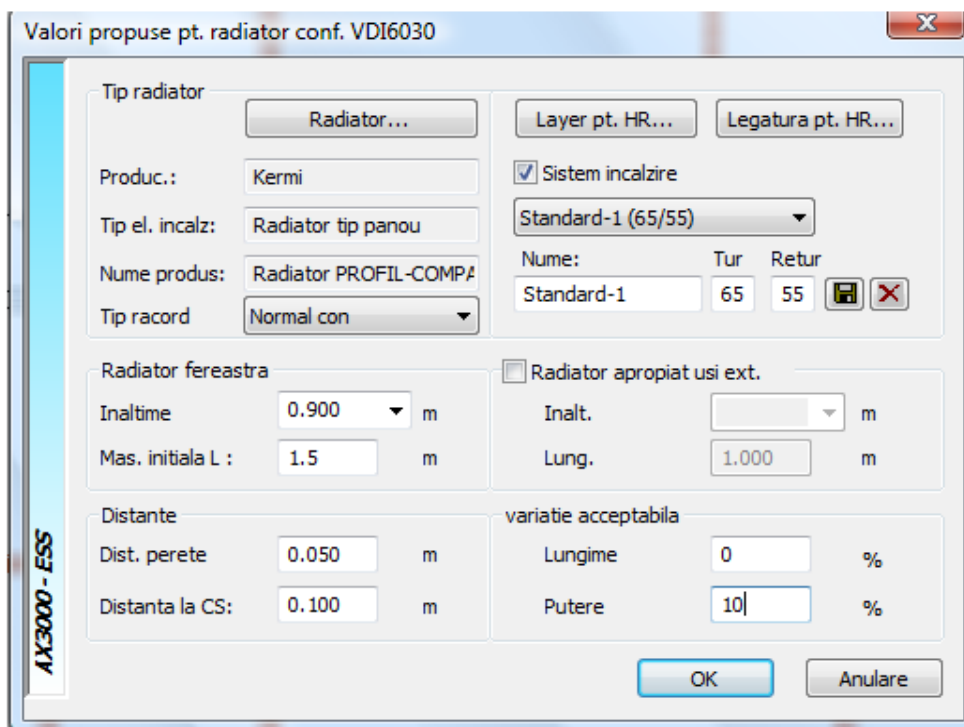 Valori propuse pt. radiator conf. VDI6030
Tip radiator
Radiator...
Produc.: Kermi
Tip el. incalz: Radiator tip panou
Nume produs: Radiator PROFIL-COMPA
Tip racord Normal con
Layer pt. HR... Legatura pt. HR...
Sistem incalzire
Standard-1 (65/55)
Nume: Tur Retur
Standard-1 65 55
Radiator fereastra
Inaltime 0.900 m
Mas. initiala L : 1.5 m
Radiator apropiat usi ext.
Inalt. m
Lung. 1.000 m
Distante
Dist. perete 0.050 m
Distanta la CS: 0.100 m
variatie acceptabila
Lungime 0 %
Putere 10 %
AX3000 - ESS
OK Anulare